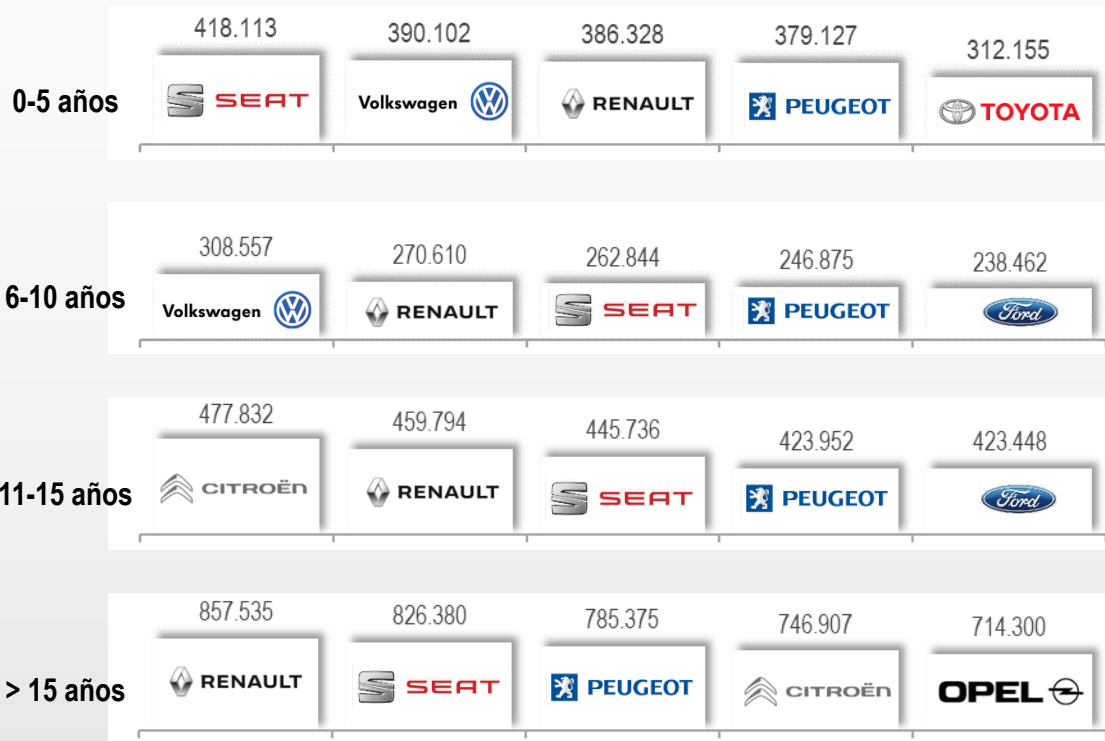 418.113 390.102 386.328 379.127 312.155
0-5 años SEAT Volkswagen RENAULT PEUGEOT TOYOTA
308.557 270.610 262.844 246.875 238.462
6-10 años Volkswagen RENAULT SEAT PEUGEOT Ford
477.832 459.794 445.736 423.952 423.448
11-15 años CITROËN RENAULT SEAT PEUGEOT Ford
857.535 826.380 785.375 746.907 714.300
> 15 años RENAULT SEAT PEUGEOT CITROËN OPEL